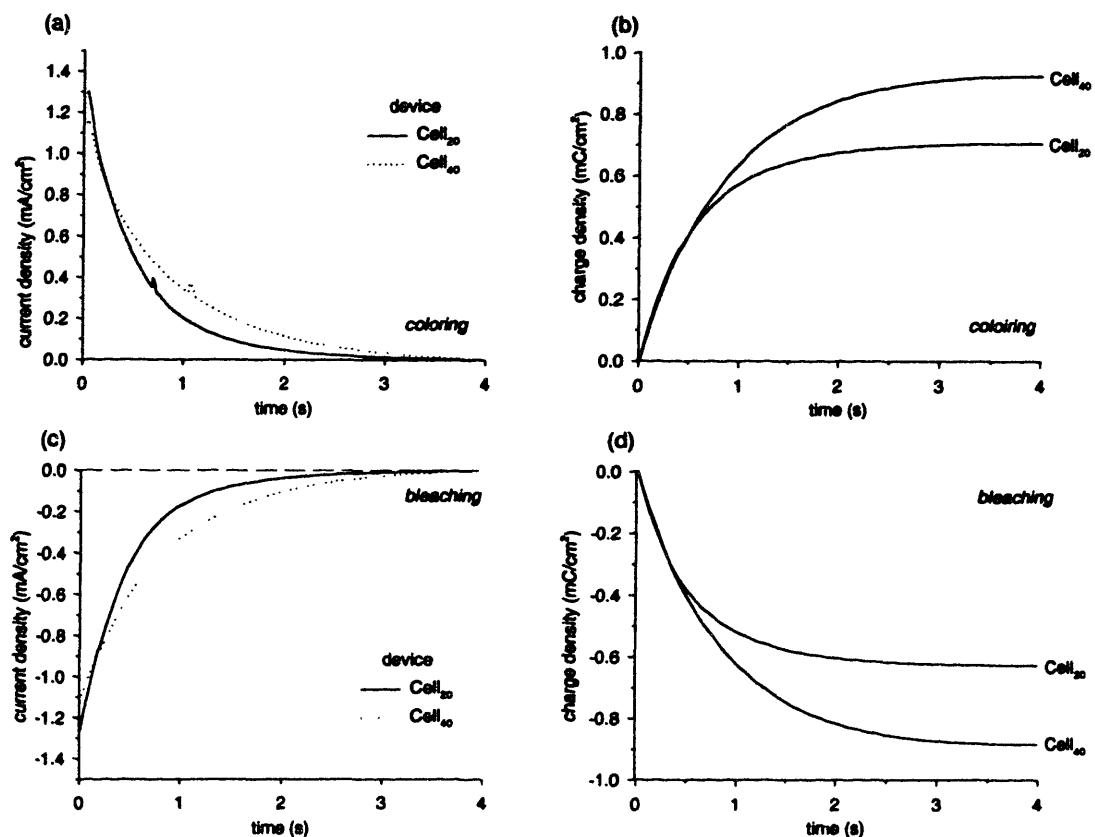 (a)
current density (mA/cm²)
1.4
1.2
1.0
0.8
0.6
0.4
0.2
0.0
device
Cell₂₀
Cell₄₀
coloring
0 1 2 3 4
time (s)
(b)
charge density (mC/cm²)
1.0
0.8
0.6
0.4
0.2
0.0
Cell₄₀
Cell₂₀
coloiring
0 1 2 3 4
time (s)
(c)
current density (mA/cm²)
0.0
-0.2
-0.4
-0.6
-0.8
-1.0
-1.2
-1.4
bleaching
device
Cell₂₀
Cell₄₀
0 1 2 3 4
time (s)
(d)
charge density (mC/cm²)
0.0
-0.2
-0.4
-0.6
-0.8
-1.0
bleaching
Cell₂₀
Cell₄₀
0 1 2 3 4
time (s)